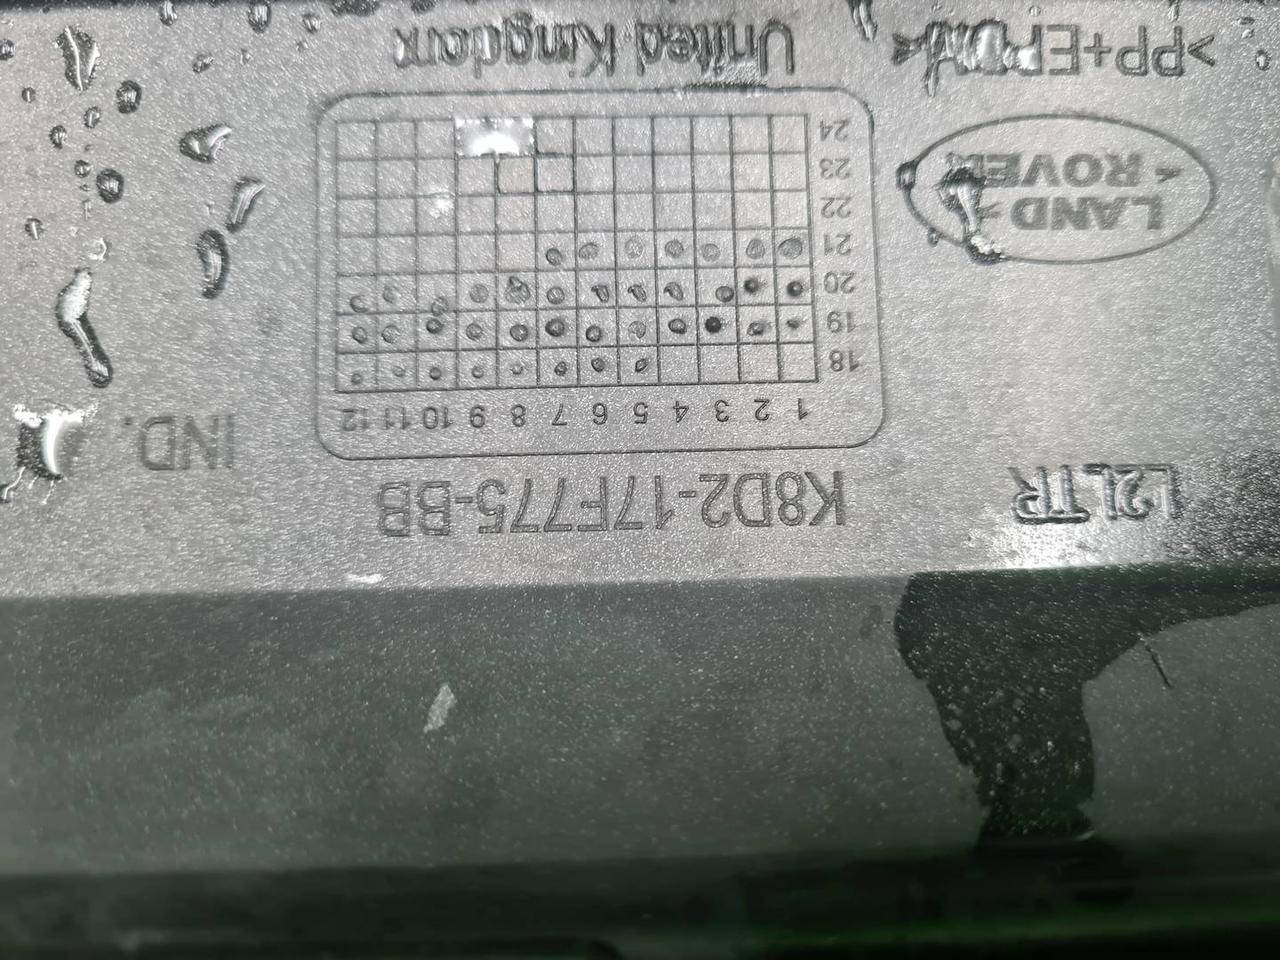 L2LTR
K8D2-17F775-BB
IND.
1 2 3 4 5 6 7 8 9 10 11 12
18
19
20
21
22
23
24
LAND
ROVER
>PP+EPDM<
United Kingdom